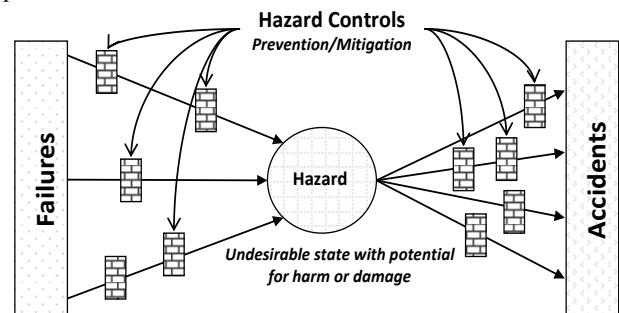 Hazard Controls
Prevention/Mitigation
Failures
Hazard
Accidents
Undesirable state with potential
for harm or damage